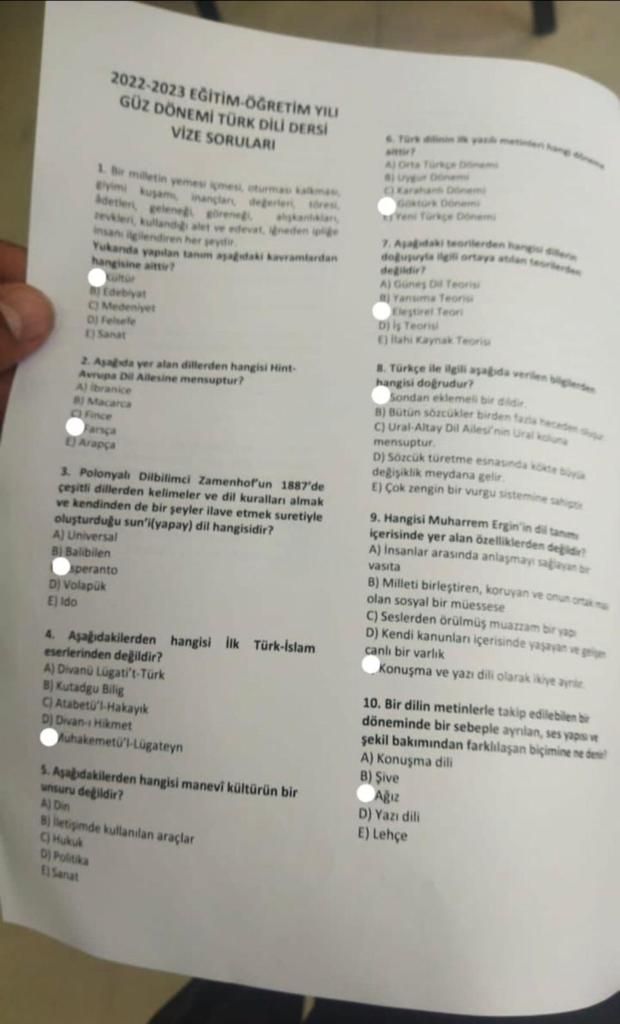 2022-2023 EĞİTİM-ÖĞRETİM YILI
GÜZ DÖNEMİ TÜRK DİLİ DERSİ
VİZE SORULARI
1. Bir milletin yemesi içmesi, oturması kalkması,
giyimi kuşamı, inançları, değerleri, töresi,
âdetleri, geleneği, göreneği, alışkanlıkları,
zevkleri, kullandığı alet ve edevat, iğneden ipliğe
insanı ilgilendiren her şeydir.
Yukarıda yapılan tanım aşağıdaki kavramlardan
hangisine aittir?
Kültür
B) Edebiyat
C) Medeniyet
D) Felsefe
E) Sanat
2. Aşağıda yer alan dillerden hangisi Hint-
Avrupa Dil Ailesine mensuptur?
A) İbranice
B) Macarca
C) Fince
Farsça
E) Arapça
3. Polonyalı Dilbilimci Zamenhof'un 1887'de
çeşitli dillerden kelimeler ve dil kuralları almak
ve kendinden de bir şeyler ilave etmek suretiyle
oluşturduğu sun'i(yapay) dil hangisidir?
A) Universal
B) Balibilen
speranto
D) Volapük
E) Ido
4. Aşağıdakilerden hangisi İlk Türk-İslam
eserlerinden değildir?
A) Divanü Lügati't-Türk
B) Kutadgu Bilig
C) Atabetü'l-Hakayık
D) Divan-ı Hikmet
Muhakemetü'l-Lügateyn
5. Aşağıdakilerden hangisi manevî kültürün bir
unsuru değildir?
A) Din
B) İletişimde kullanılan araçlar
C) Hukuk
D) Politika
E) Sanat
6. Türk dilinin ilk yazılı metinleri hangi döneme
aittir?
A) Orta Türkçe Dönemi
B) Uygur Dönemi
C) Karahanlı Dönemi
Göktürk Dönemi
E) Yeni Türkçe Dönemi
7. Aşağıdaki teorilerden hangisi dillerin
doğuşuyla ilgili ortaya atılan teorilerden
değildir?
A) Güneş Dil Teorisi
B) Yansıma Teorisi
Eleştirel Teori
D) İş Teorisi
E) İlahi Kaynak Teorisi
8. Türkçe ile ilgili aşağıda verilen bilgilerden
hangisi doğrudur?
Sondan eklemeli bir dildir.
B) Bütün sözcükler birden fazla heceden oluşur.
C) Ural-Altay Dil Ailesi'nin Ural koluna
mensuptur.
D) Sözcük türetme esnasında kökte büyük
değişiklik meydana gelir.
E) Çok zengin bir vurgu sistemine sahiptir.
9. Hangisi Muharrem Ergin'in dil tanımı
içerisinde yer alan özelliklerden değildir?
A) İnsanlar arasında anlaşmayı sağlayan bir
vasıta
B) Milleti birleştiren, koruyan ve onun ortak malı
olan sosyal bir müessese
C) Seslerden örülmüş muazzam bir yapı
D) Kendi kanunları içerisinde yaşayan ve gelişen
canlı bir varlık
Konuşma ve yazı dili olarak ikiye ayrılır.
10. Bir dilin metinlerle takip edilebilen bir
döneminde bir sebeple ayrılan, ses yapısı ve
şekil bakımından farklılaşan biçimine ne denir?
A) Konuşma dili
B) Şive
Ağız
D) Yazı dili
E) Lehçe